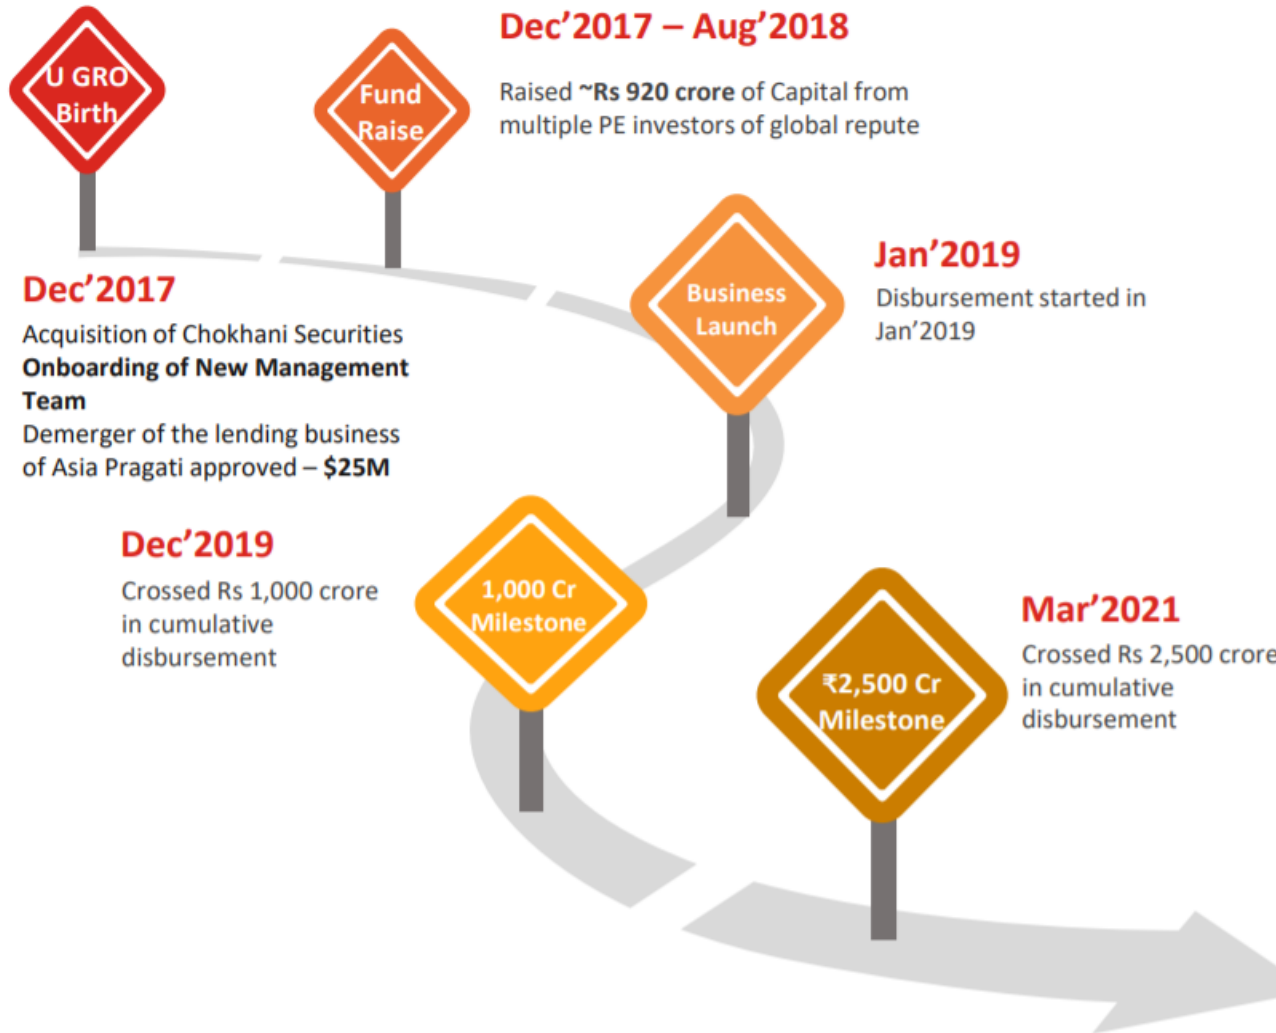 U GRO
Birth
Fund
Raise
Dec’2017 – Aug’2018
Raised ~Rs 920 crore of Capital from
multiple PE investors of global repute
Dec’2017
Acquisition of Chokhani Securities
Onboarding of New Management
Team
Demerger of the lending business
of Asia Pragati approved – $25M
Business
Launch
Jan’2019
Disbursement started in
Jan’2019
Dec’2019
Crossed Rs 1,000 crore
in cumulative
disbursement
1,000 Cr
Milestone
₹2,500 Cr
Milestone
Mar’2021
Crossed Rs 2,500 crore
in cumulative
disbursement